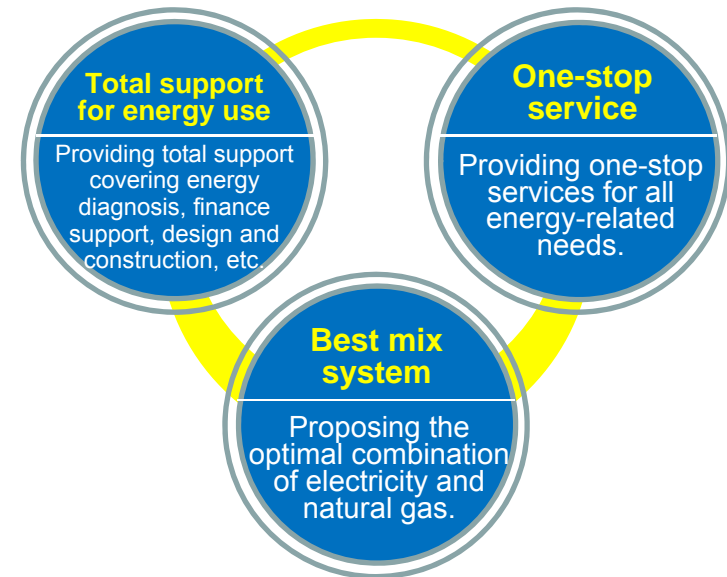 Total support
for energy use
Providing total support
covering energy
diagnosis, finance
support, design and
construction, etc.
One-stop
service
Providing one-stop
services for all
energy-related
needs.
Best mix
system
Proposing the
optimal combination
of electricity and
natural gas.